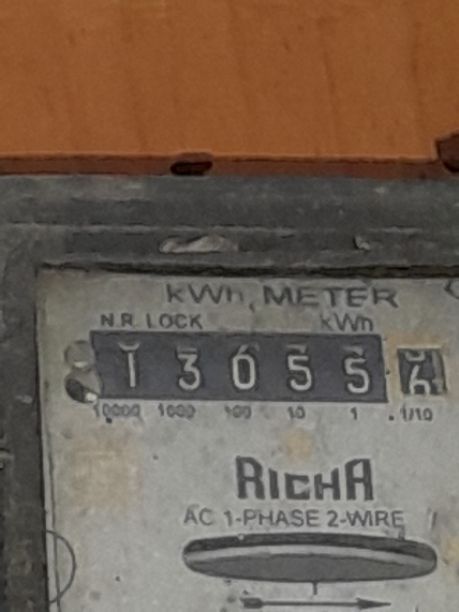 kWh METER
N.R. LOCK kWh
13055
10000 1000 100 10 1 . 1/10
RICHA
AC 1-PHASE 2-WIRE